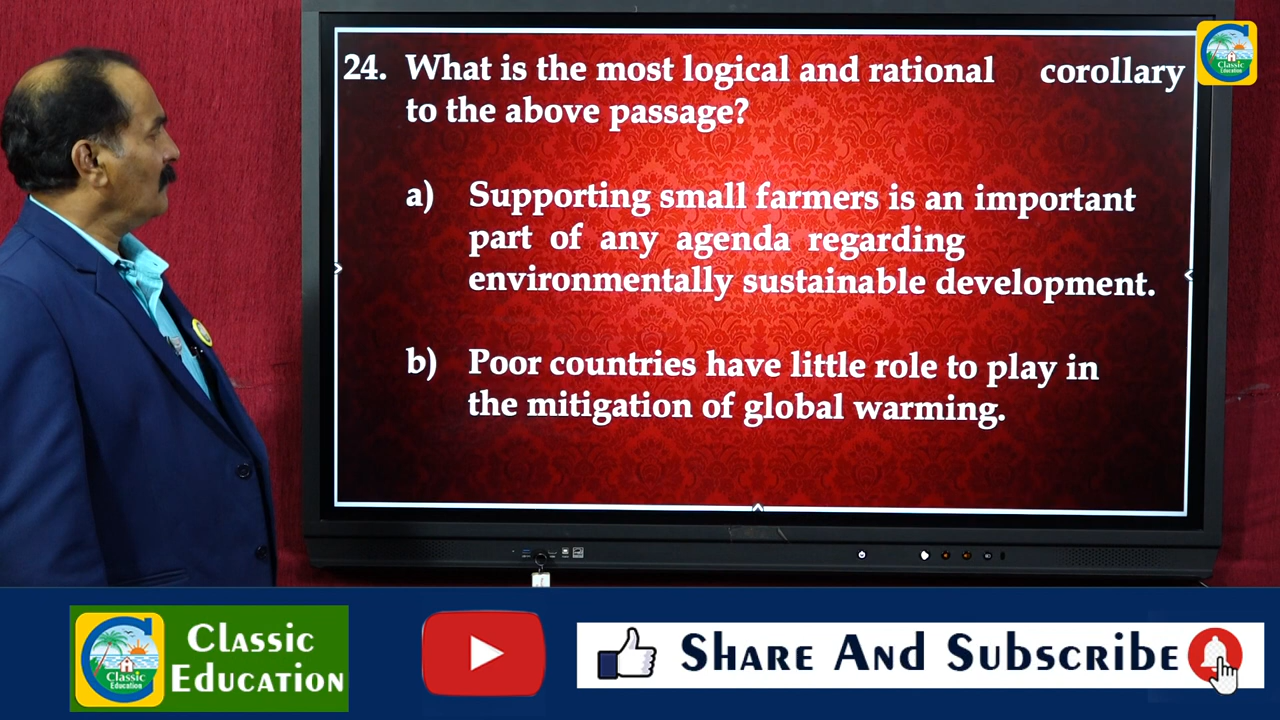 24. What is the most logical and rational corollary
to the above passage?
a) Supporting small farmers is an important
part of any agenda regarding
environmentally sustainable development.
b) Poor countries have little role to play in
the mitigation of global warming.
Classic
Education
Classic
Education
Classic
Education
Share And Subscribe